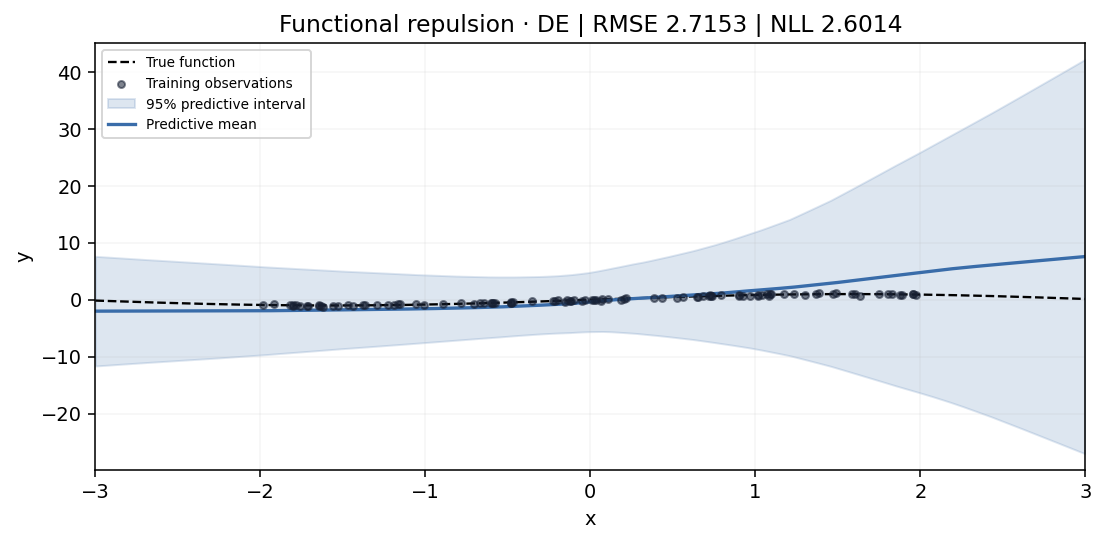 Functional repulsion · DE | RMSE 2.7153 | NLL 2.6014
True function
Training observations
95% predictive interval
Predictive mean
y
40
30
20
10
0
−10
−20
−3
−2
−1
0
1
2
3
x